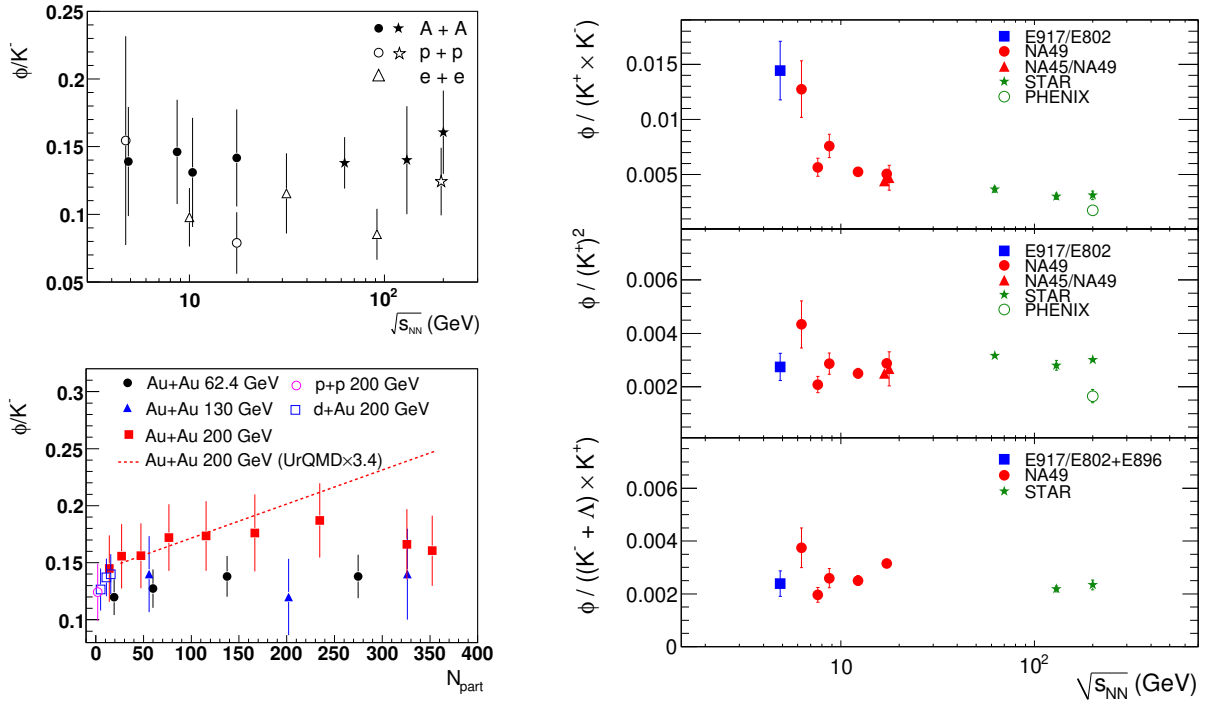 φ/K⁻
0.25
0.2
0.15
0.1
0.05
A + A
p + p
e + e
10
10²
√s_NN (GeV)
φ/K⁻
0.3
0.25
0.2
0.15
0.1
Au+Au 62.4 GeV
p+p 200 GeV
Au+Au 130 GeV
d+Au 200 GeV
Au+Au 200 GeV
Au+Au 200 GeV (UrQMD×3.4)
0 50 100 150 200 250 300 350 400
N_part
φ / (K⁺ × K⁻)
0.015
0.01
0.005
E917/E802
NA49
NA45/NA49
STAR
PHENIX
φ / (K⁺)²
0.006
0.004
0.002
E917/E802
NA49
NA45/NA49
STAR
PHENIX
φ / ((K⁻ + Λ) × K⁺)
0.006
0.004
0.002
0
E917/E802+E896
NA49
STAR
10
10²
√s_NN (GeV)